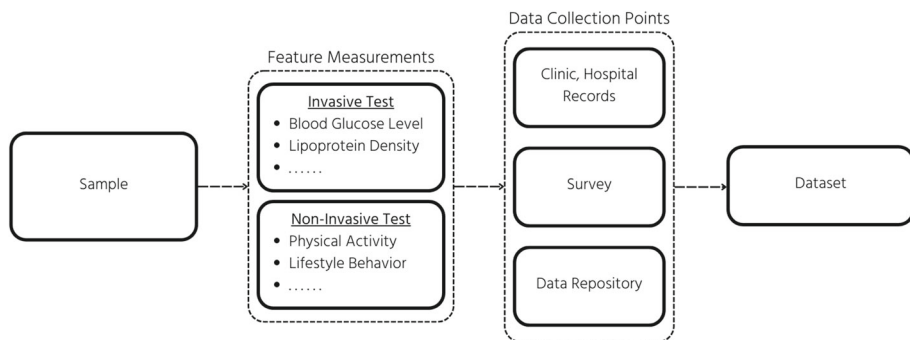 Data Collection Points
Feature Measurements
Sample
Invasive Test
• Blood Glucose Level
• Lipoprotein Density
• ......
Non-Invasive Test
• Physical Activity
• Lifestyle Behavior
• ......
Clinic, Hospital
Records
Survey
Data Repository
Dataset